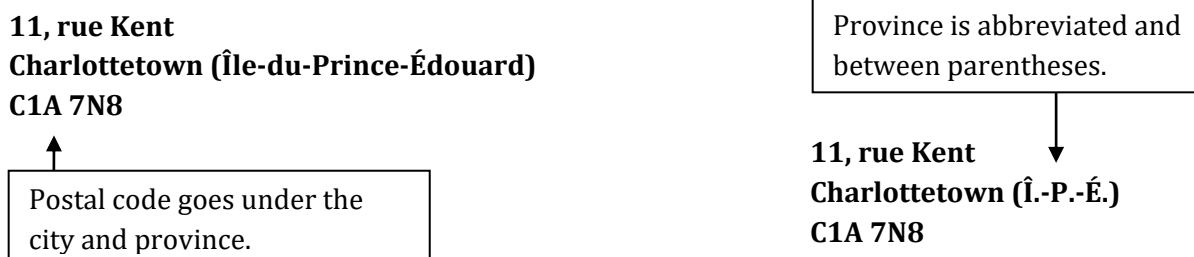 11, rue Kent
Charlottetown (Île-du-Prince-Édouard)
C1A 7N8
Postal code goes under the
city and province.
Province is abbreviated and
between parentheses.
11, rue Kent
Charlottetown (Î.-P.-É.)
C1A 7N8